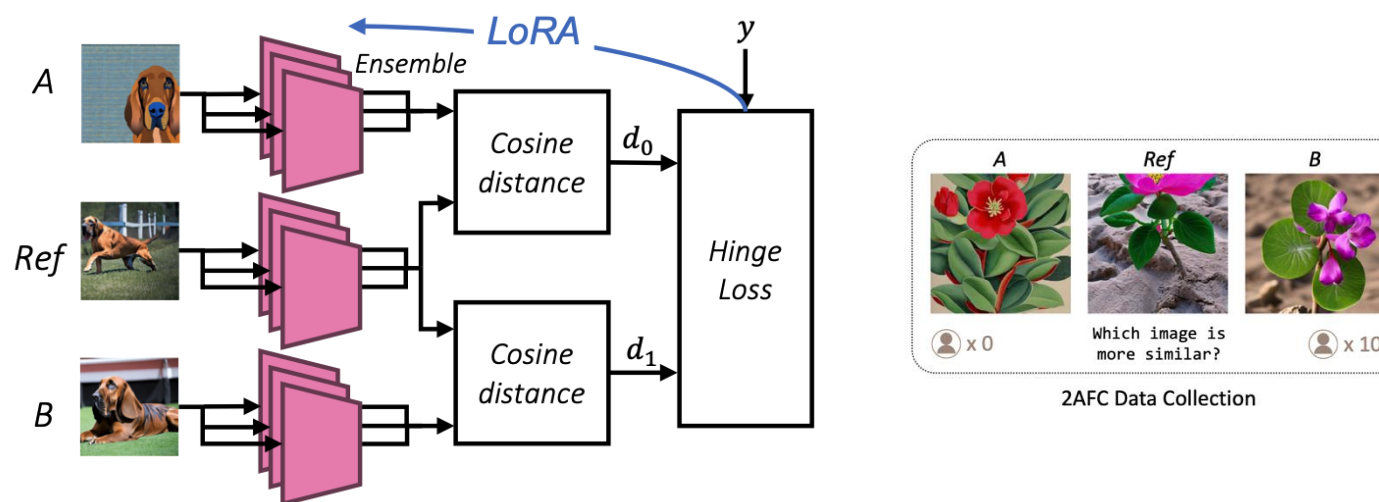 LoRA
y
A
Ensemble
Cosine
distance
d₀
Ref
Hinge
Loss
Cosine
distance
d₁
B
A
Ref
B
x 0
Which image is
more similar?
x 10
2AFC Data Collection